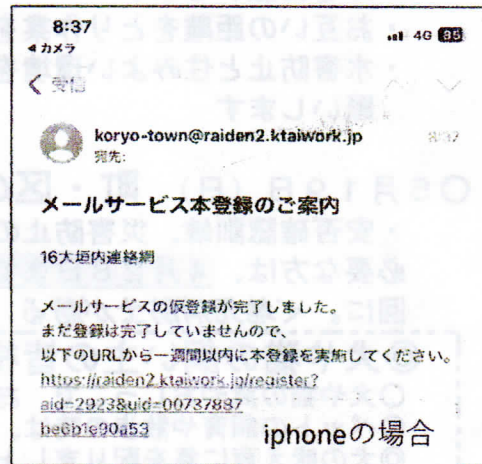 8:37
4G 85
◀カメラ
受信
koryo-town@raiden2.ktaiwork.jp
8:37
宛先:
メールサービス本登録のご案内
16大垣内連絡網
メールサービスの仮登録が完了しました。
まだ登録は完了していませんので、
以下のURLから一週間以内に本登録を実施してください。
https://raiden2.ktaiwork.jp/register?
aid=2923&uid=00737887
be6b1e90a53
iphoneの場合